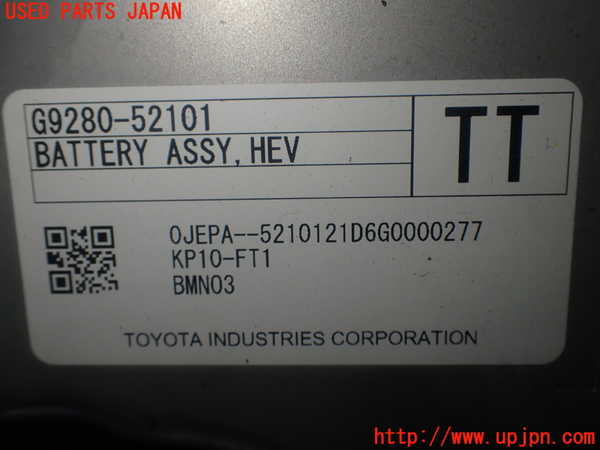 USED PARTS JAPAN
G9280-52101
BATTERY ASSY, HEV
TT
0JEPA--5210121D6G0000277
KP10-FT1
BMN03
TOYOTA INDUSTRIES CORPORATION
UPJ
http://www.upjpn.com